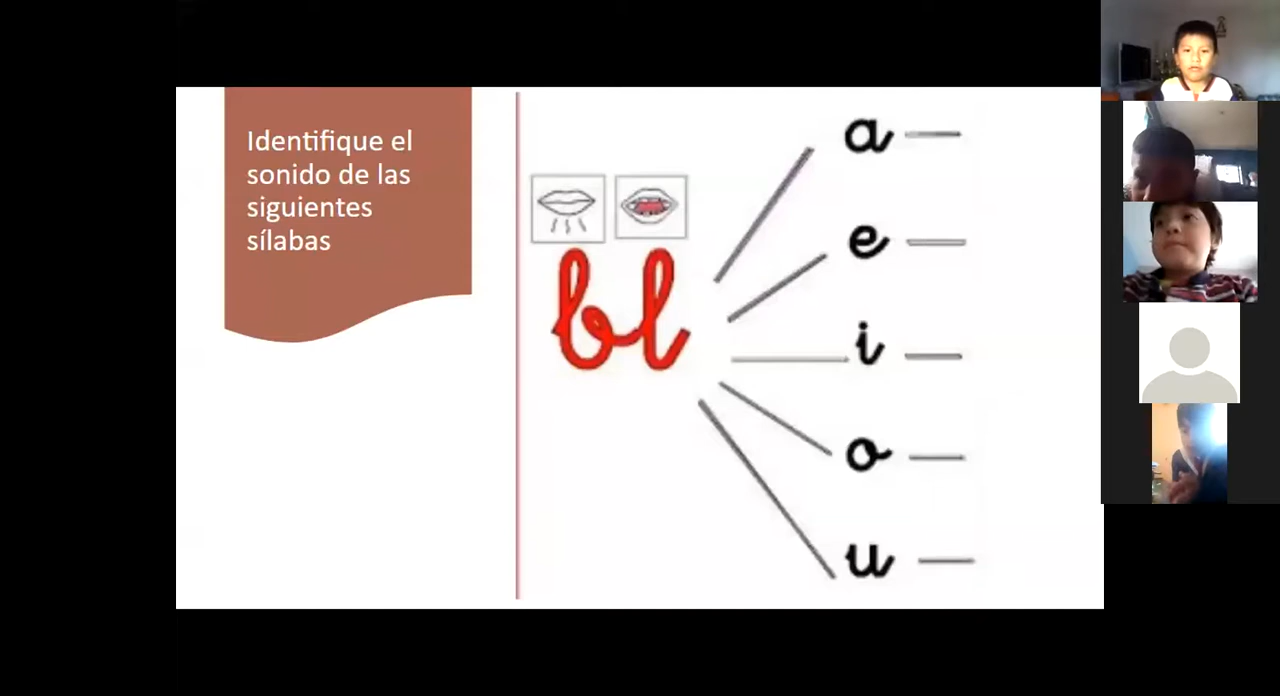 Identifique el
sonido de las
siguientes
sílabas
bl
a
e
i
o
u